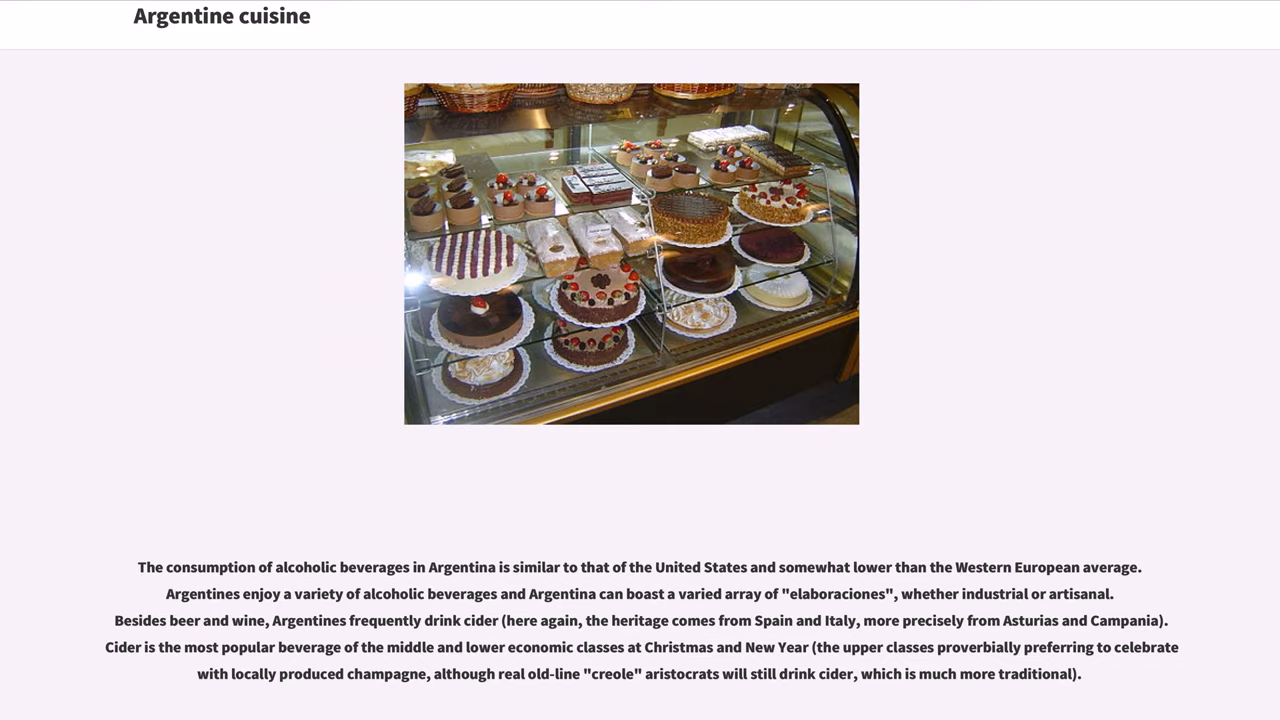 Argentine cuisine
The consumption of alcoholic beverages in Argentina is similar to that of the United States and somewhat lower than the Western European average.
Argentines enjoy a variety of alcoholic beverages and Argentina can boast a varied array of "elaboraciones", whether industrial or artisanal.
Besides beer and wine, Argentines frequently drink cider (here again, the heritage comes from Spain and Italy, more precisely from Asturias and Campania).
Cider is the most popular beverage of the middle and lower economic classes at Christmas and New Year (the upper classes proverbially preferring to celebrate
with locally produced champagne, although real old-line "creole" aristocrats will still drink cider, which is much more traditional).